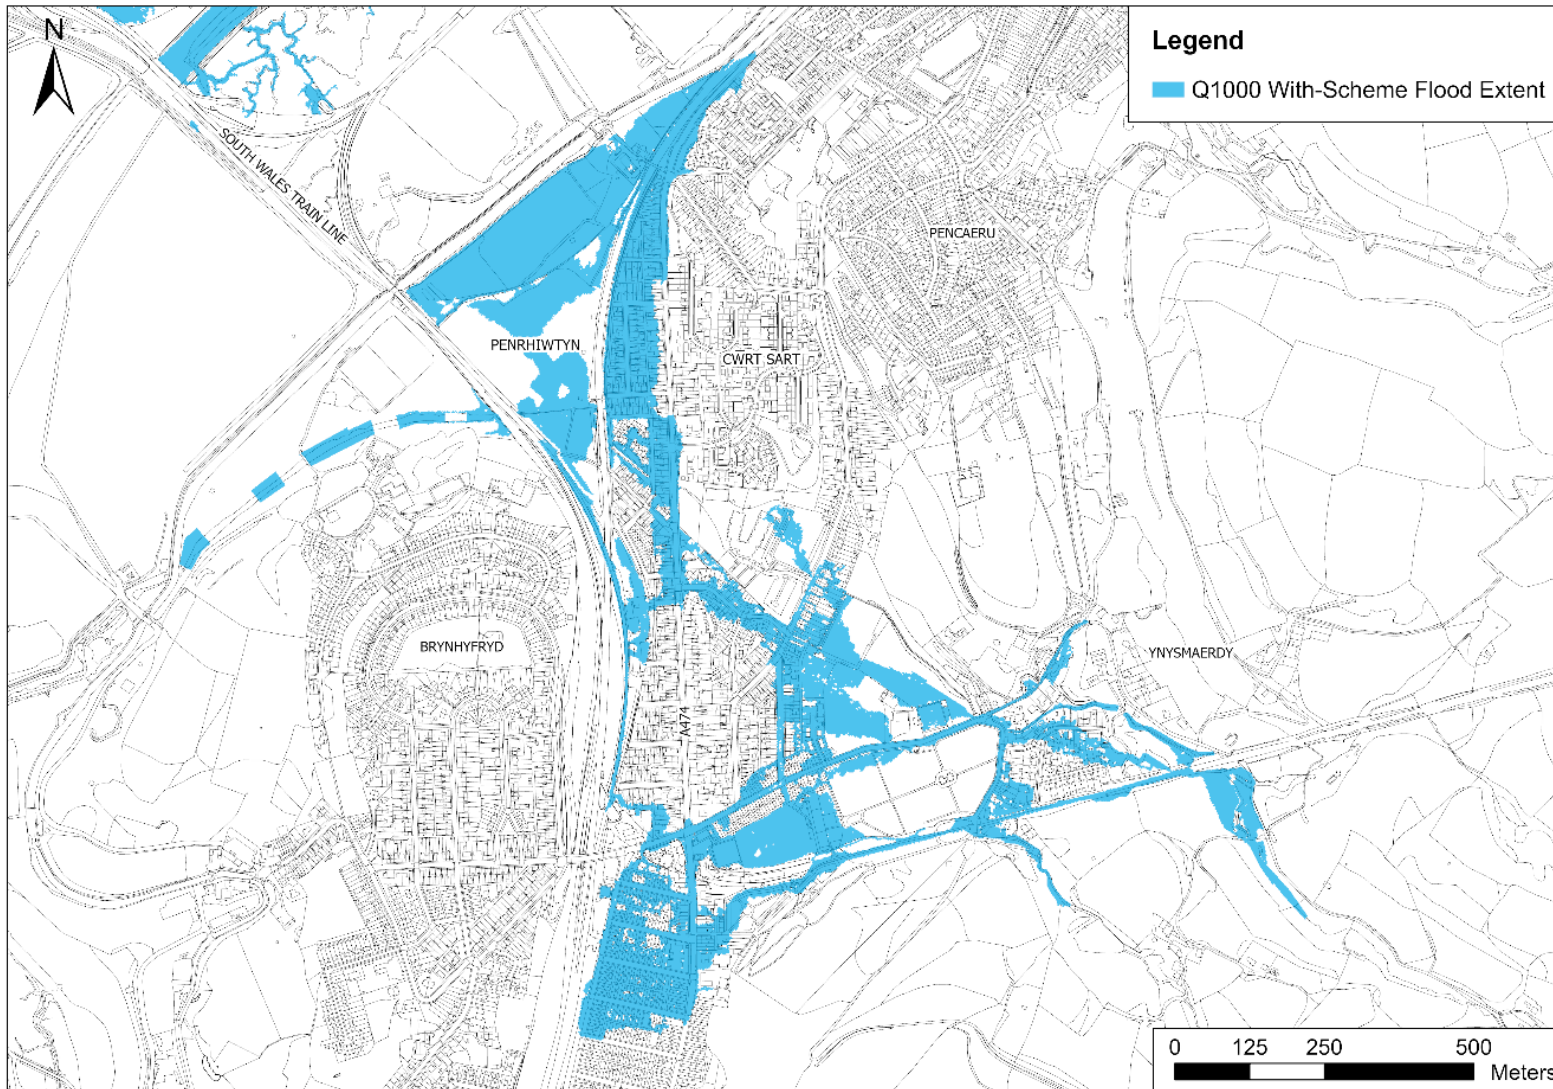 N
Legend
Q1000 With-Scheme Flood Extent
SOUTH WALES TRAIN LINE
PENCAERU
PENRHIWTYN
CWRT SART
BRYNHYFRYD
YNYSMAERDY
A474
0 125 250 500
Meters